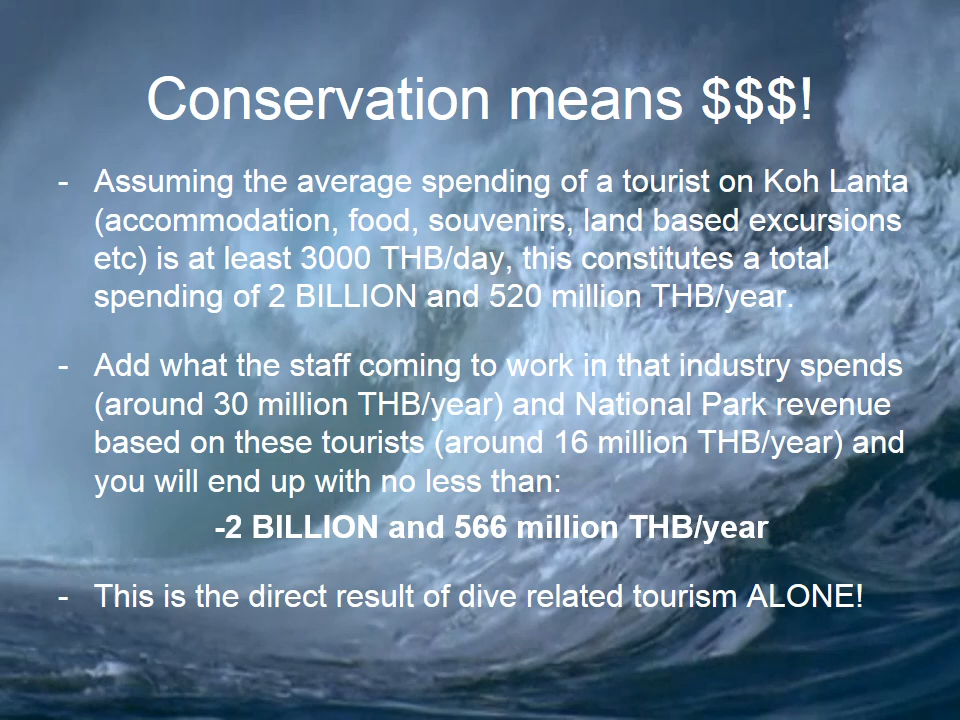 Conservation means $$$!
- Assuming the average spending of a tourist on Koh Lanta
(accommodation, food, souvenirs, land based excursions
etc) is at least 3000 THB/day, this constitutes a total
spending of 2 BILLION and 520 million THB/year.
- Add what the staff coming to work in that industry spends
(around 30 million THB/year) and National Park revenue
based on these tourists (around 16 million THB/year) and
you will end up with no less than:
-2 BILLION and 566 million THB/year
- This is the direct result of dive related tourism ALONE!